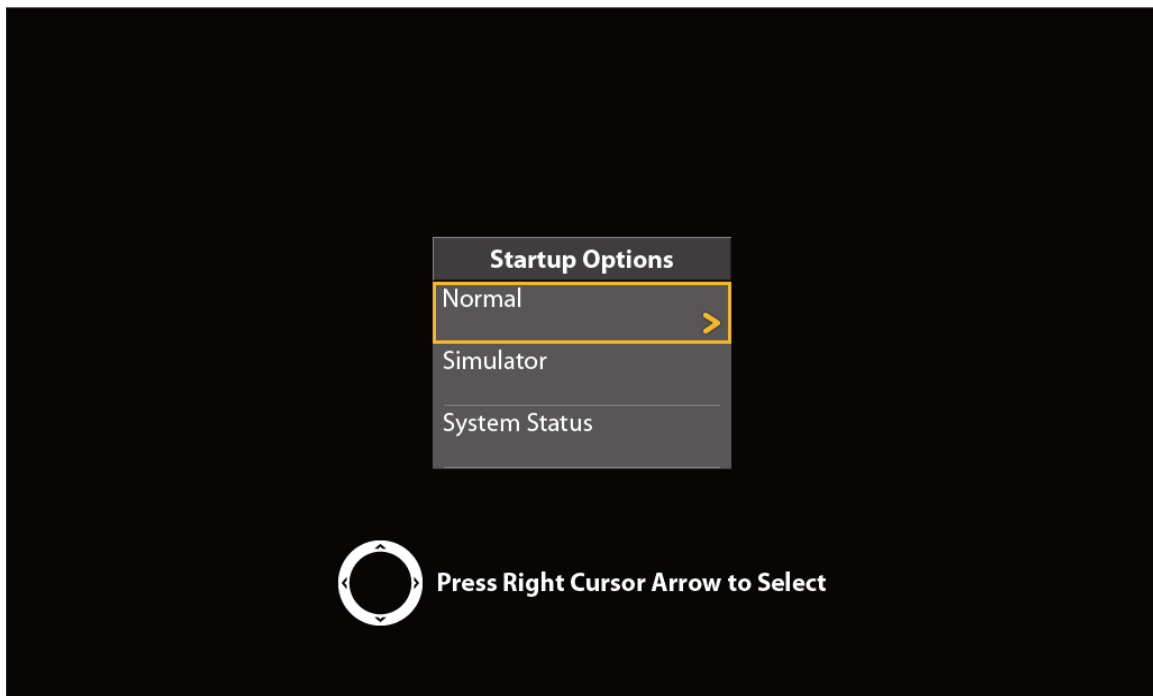 Startup Options
Normal
Simulator
System Status
Press Right Cursor Arrow to Select